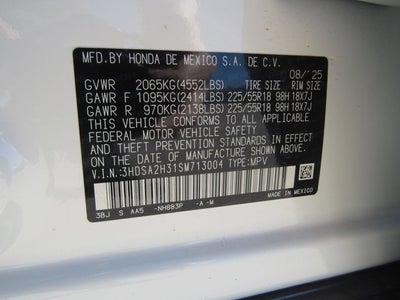 MFD.BY HONDA DE MEXICO S.A. DE C.V.
08/'25
GVWR 2065KG(4552LBS) TIRE SIZE RIM SIZE
GAWR F 1095KG(2414LBS) 225/55R18 98H 18X7J
GAWR R 970KG(2138LBS) 225/55R18 98H 18X7J
THIS VEHICLE CONFORMS TO ALL APPLICABLE
FEDERAL MOTOR VEHICLE SAFETY AND THEFT
PREVENTION STANDARDS IN EFFECT ON THE DATE
OF MANUFACTURE SHOWN ABOVE.
V.I.N.:3HDSA2H31SM713004 TYPE:MPV
3BJ S AA5 -NH883P -A -M MADE IN MEXICO